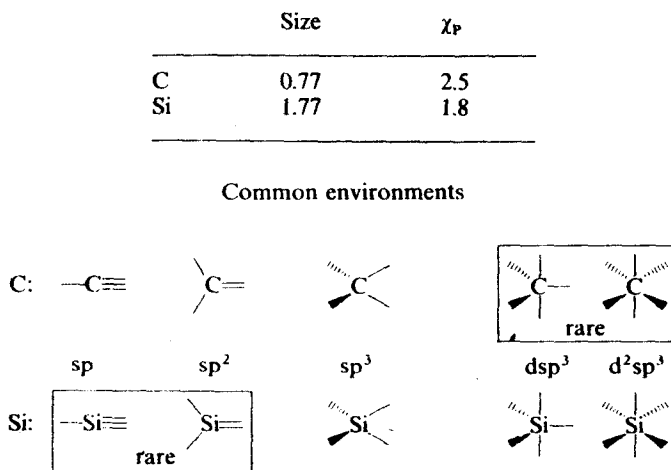 Size χP
C 0.77 2.5
Si 1.77 1.8
Common environments
C: C C C C C
rare
sp sp² sp³ dsp³ d²sp³
Si: Si Si Si Si Si
rare